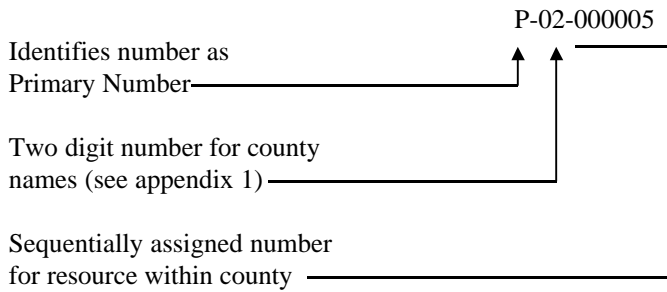 P-02-000005
Identifies number as
Primary Number
Two digit number for county
names (see appendix 1)
Sequentially assigned number
for resource within county